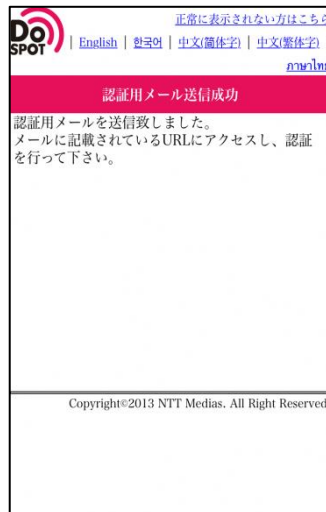 Do
SPOT
正常に表示されない方はこちら
| English | 한국어 | 中文(簡体字) | 中文(繁体字)
ภาษาไทย
認証用メール送信成功
認証用メールを送信致しました。
メールに記載されているURLにアクセスし、認証
を行って下さい。
Copyright©2013 NTT Medias. All Right Reserved